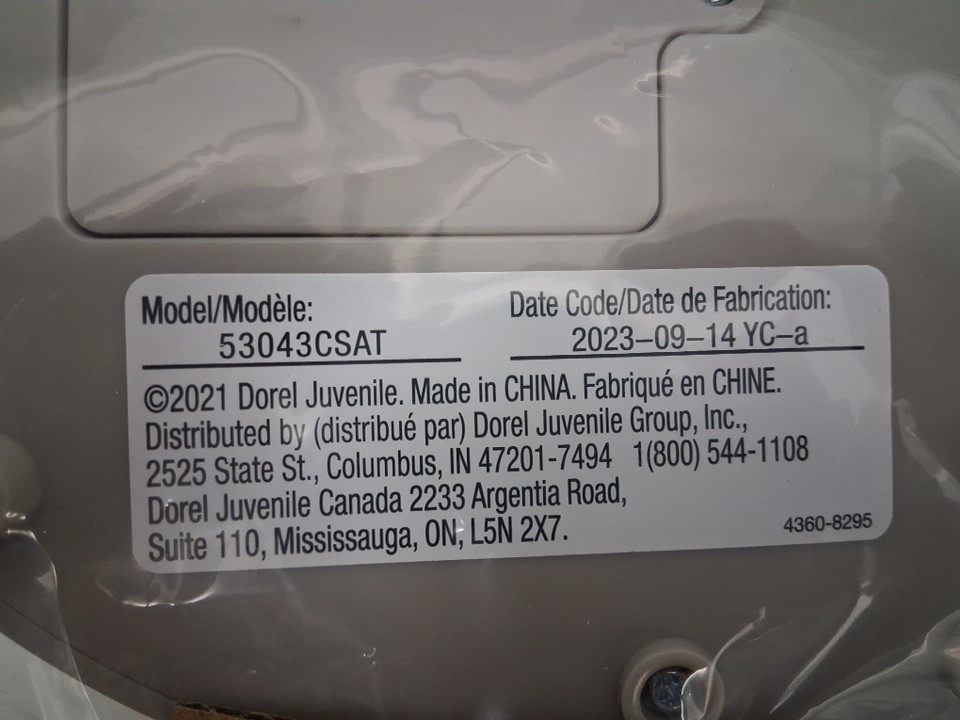 Model/Modèle:
53043CSAT
Date Code/Date de Fabrication:
2023-09-14 YC-a
©2021 Dorel Juvenile. Made in CHINA. Fabriqué en CHINE.
Distributed by (distribué par) Dorel Juvenile Group, Inc.,
2525 State St., Columbus, IN 47201-7494 1(800) 544-1108
Dorel Juvenile Canada 2233 Argentia Road,
Suite 110, Mississauga, ON, L5N 2X7.
4360-8295